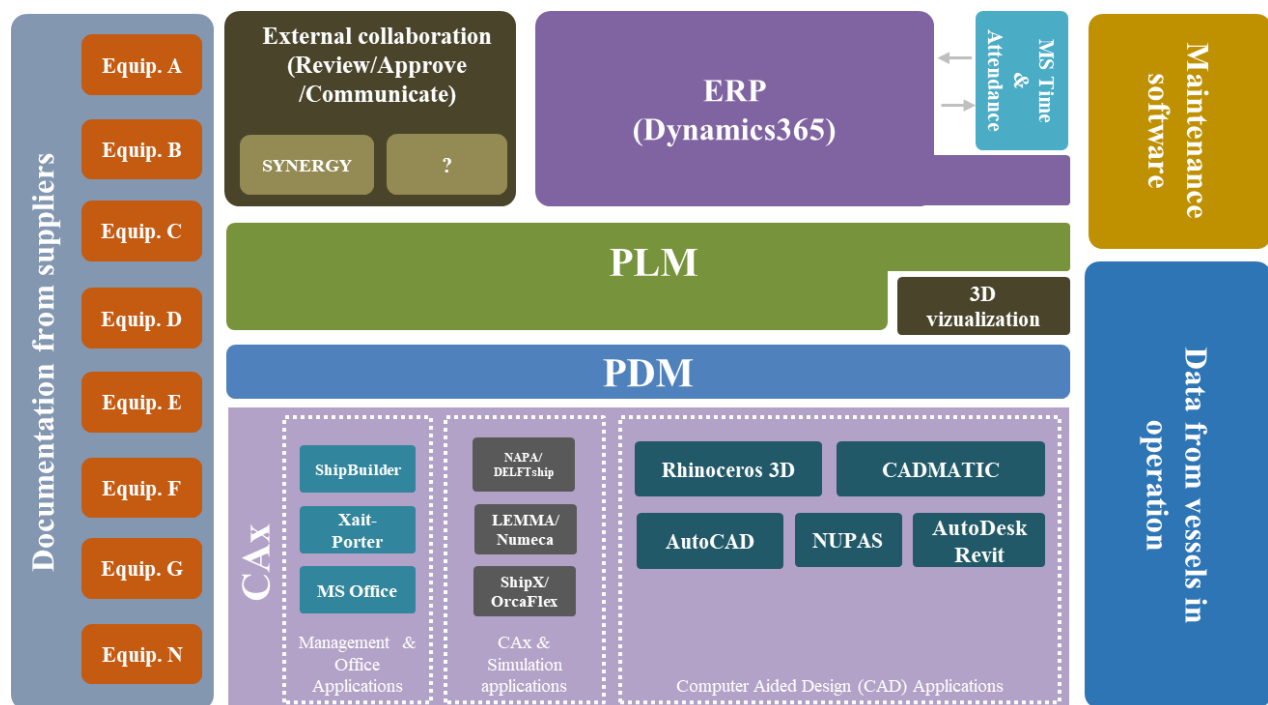 Documentation from suppliers
Equip. A
Equip. B
Equip. C
Equip. D
Equip. E
Equip. F
Equip. G
Equip. N
External collaboration
(Review/Approve
/Communicate)
SYNERGY
?
ERP
(Dynamics365)
MS Time
&
Attendance
Maintenance
software
PLM
3D
vizualization
PDM
CAx
ShipBuilder
Xait-
Porter
MS Office
Management &
Office
Applications
NAPA/
DELFTship
LEMMA/
Numeca
ShipX/
OrcaFlex
CAx &
Simulation
applications
Rhinoceros 3D
CADMATIC
AutoCAD
NUPAS
AutoDesk
Revit
Computer Aided Design (CAD) Applications
Data from vessels in
operation